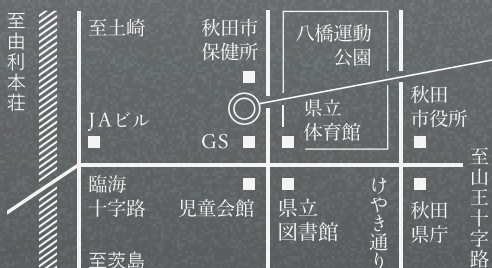 至由利本荘
至土崎
秋田市
保健所
八橋運動
公園
県立
体育館
秋田
市役所
JAビル
GS
臨海
十字路
児童会館
県立
図書館
けやき通り
秋田
県庁
至山王十字路
至茨島